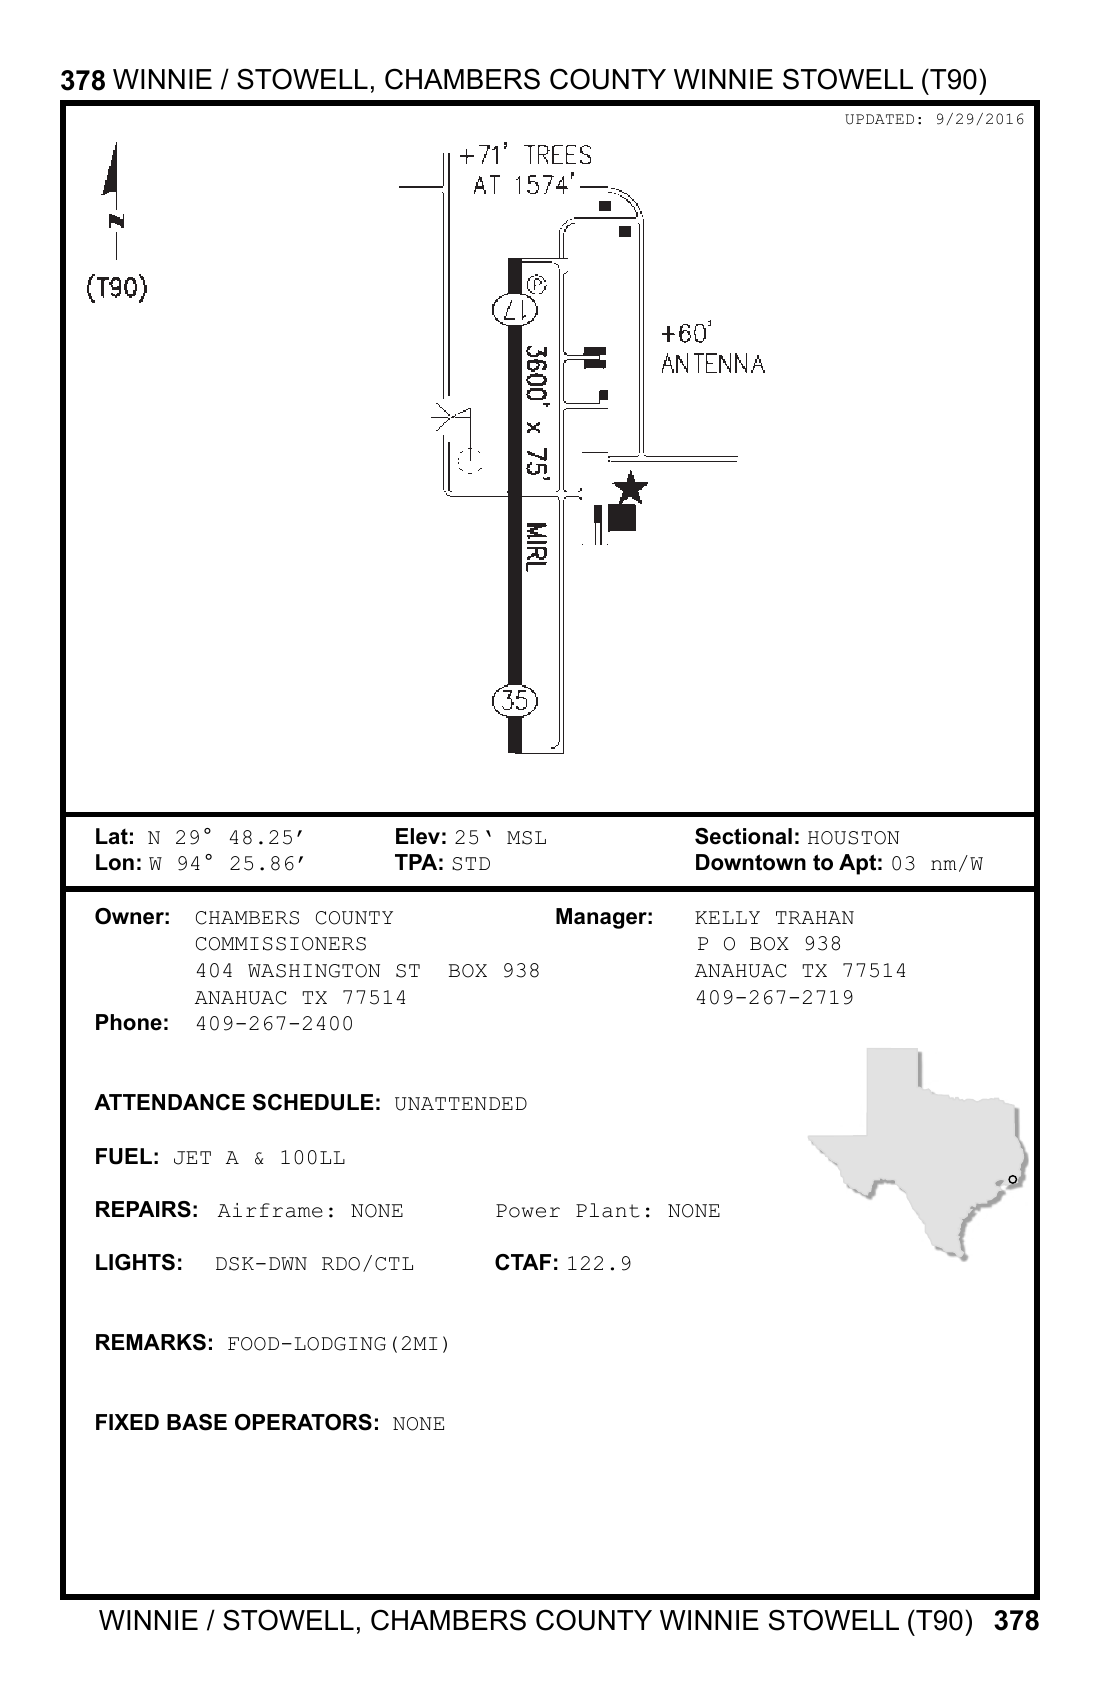 378 WINNIE / STOWELL, CHAMBERS COUNTY WINNIE STOWELL (T90)
UPDATED: 9/29/2016
+71' TREES
AT 1574'
N
(T90)
P
17
+60'
ANTENNA
3600' x 75'
MIRL
35
Lat: N 29° 48.25’ Elev: 25‘ MSL Sectional: HOUSTON
Lon: W 94° 25.86’ TPA: STD Downtown to Apt: 03 nm/W
Owner: CHAMBERS COUNTY Manager: KELLY TRAHAN
COMMISSIONERS P O BOX 938
404 WASHINGTON ST BOX 938 ANAHUAC TX 77514
ANAHUAC TX 77514 409-267-2719
Phone: 409-267-2400
ATTENDANCE SCHEDULE: UNATTENDED
FUEL: JET A & 100LL
REPAIRS: Airframe: NONE Power Plant: NONE
LIGHTS: DSK-DWN RDO/CTL CTAF: 122.9
REMARKS: FOOD-LODGING(2MI)
FIXED BASE OPERATORS: NONE
WINNIE / STOWELL, CHAMBERS COUNTY WINNIE STOWELL (T90) 378